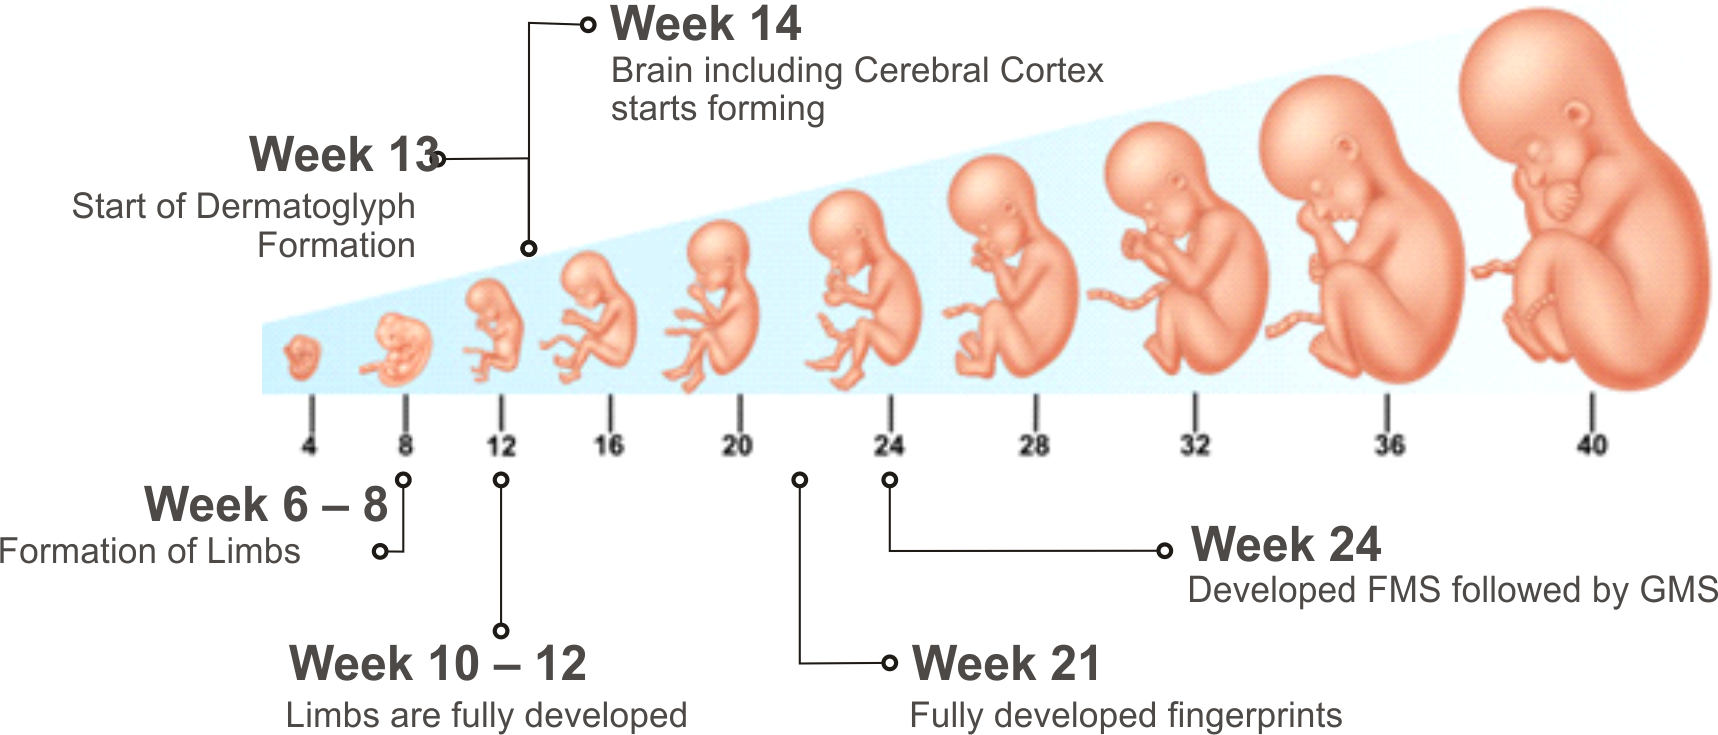 Week 14
Brain including Cerebral Cortex
starts forming
Week 13
Start of Dermatoglyph
Formation
4 8 12 16 20 24 28 32 36 40
Week 6 – 8
Formation of Limbs
Week 24
Developed FMS followed by GMS
Week 10 – 12
Limbs are fully developed
Week 21
Fully developed fingerprints